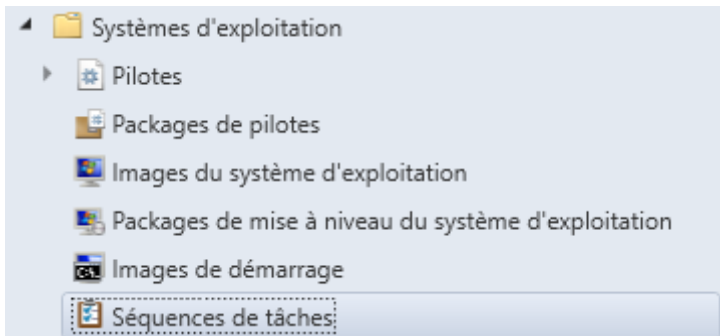 Systèmes d'exploitation
Pilotes
Packages de pilotes
Images du système d'exploitation
Packages de mise à niveau du système d'exploitation
Images de démarrage
Séquences de tâches